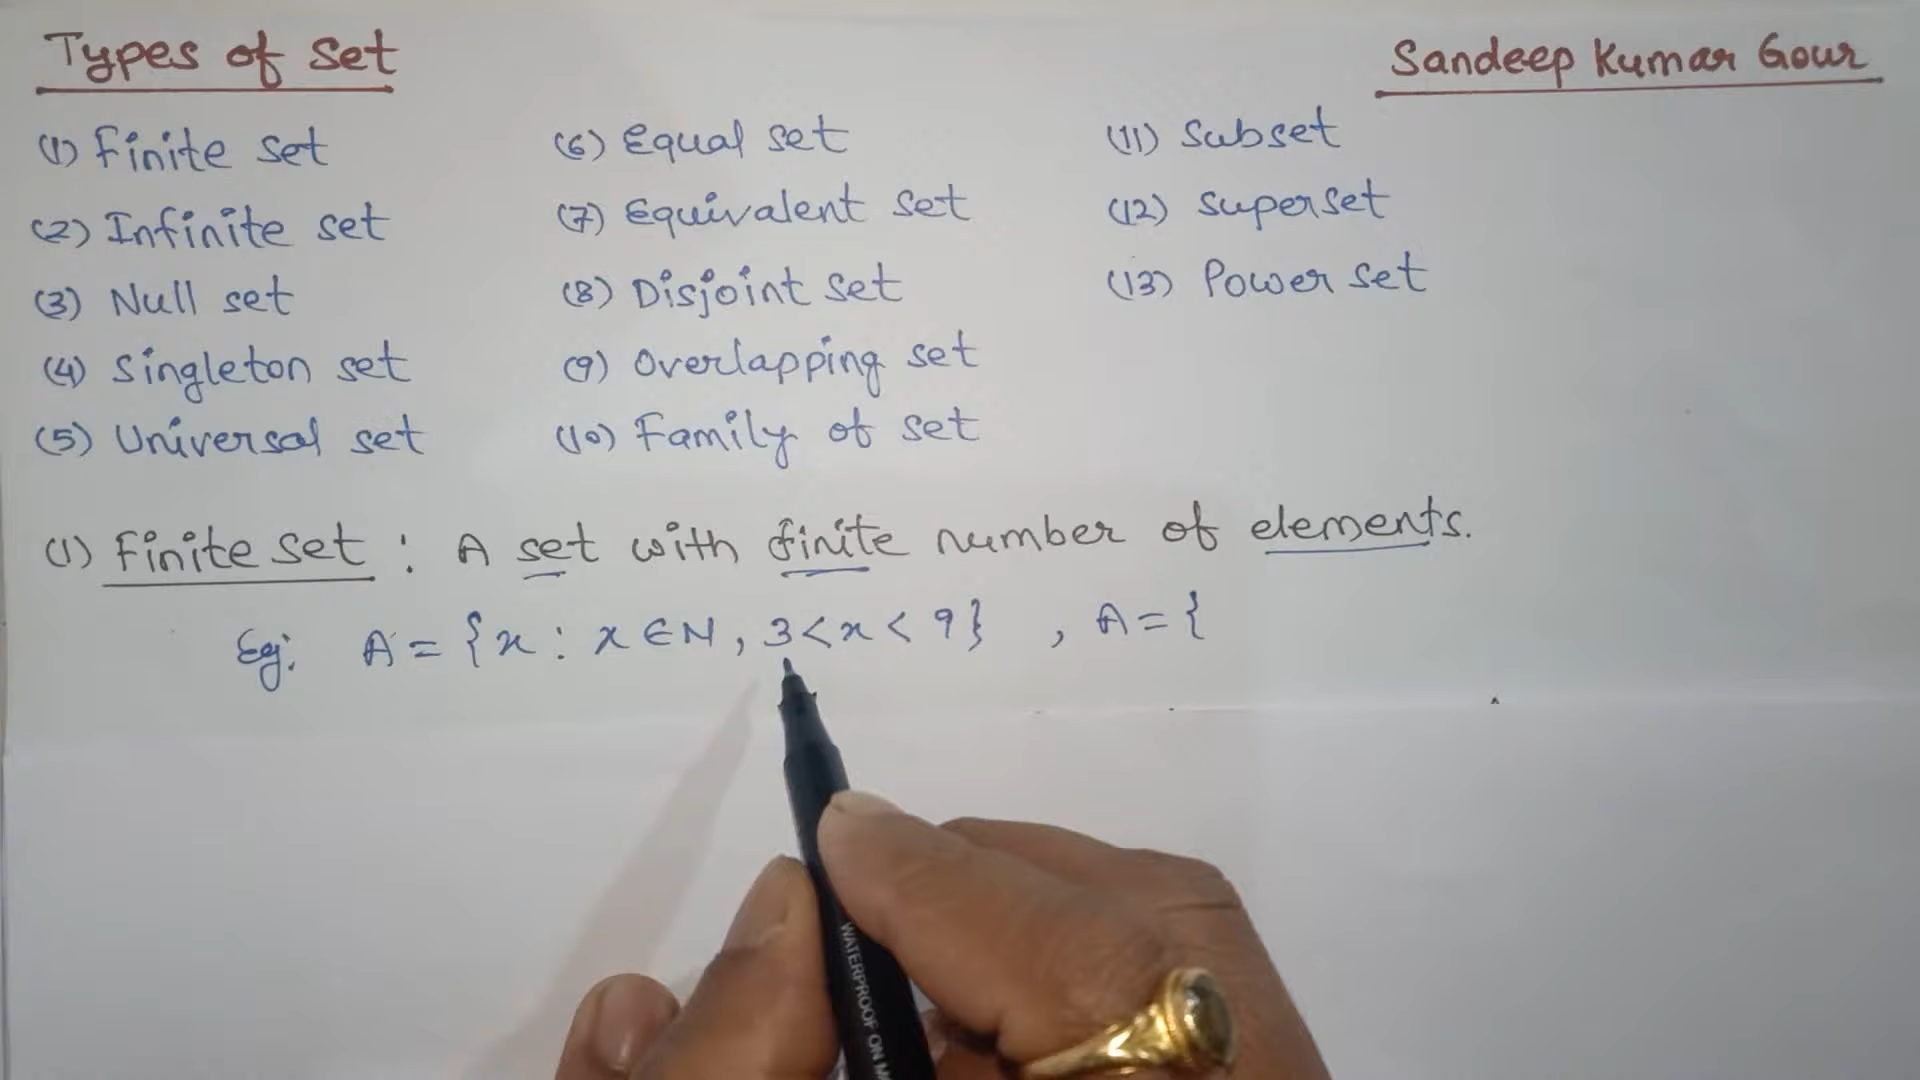 Types of Set
Sandeep Kumar Gour
(1) Finite set
(2) Infinite set
(3) Null set
(4) Singleton set
(5) Universal set
(6) Equal set
(7) Equivalent set
(8) Disjoint set
(9) Overlapping set
(10) Family of set
(11) Subset
(12) Superset
(13) Power set
(1) Finite set : A set with finite number of elements.
Eg: A = {x : x ∈ N, 3 < x < 9} , A = {
WATERPROOF ON M